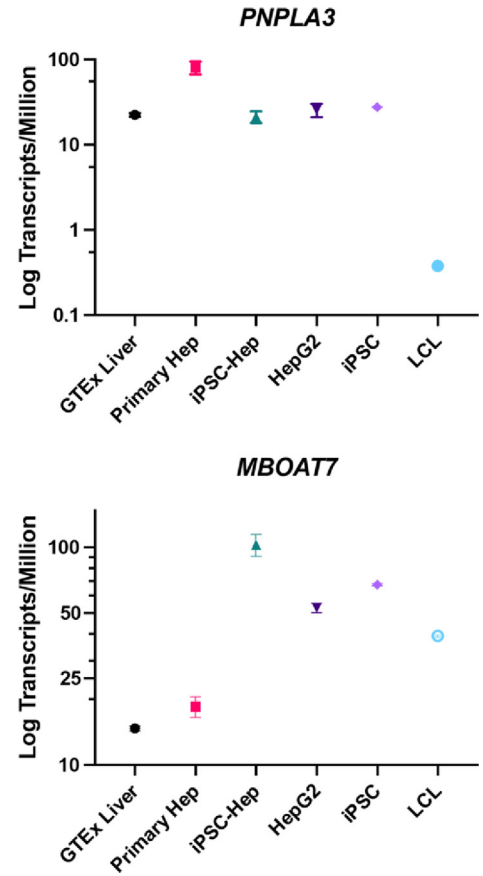 PNPLA3
Log Transcripts/Million
100
10
1
0.1
GTEx Liver
Primary Hep
iPSC-Hep
HepG2
iPSC
LCL
MBOAT7
Log Transcripts/Million
100
50
25
10
GTEx Liver
Primary Hep
iPSC-Hep
HepG2
iPSC
LCL